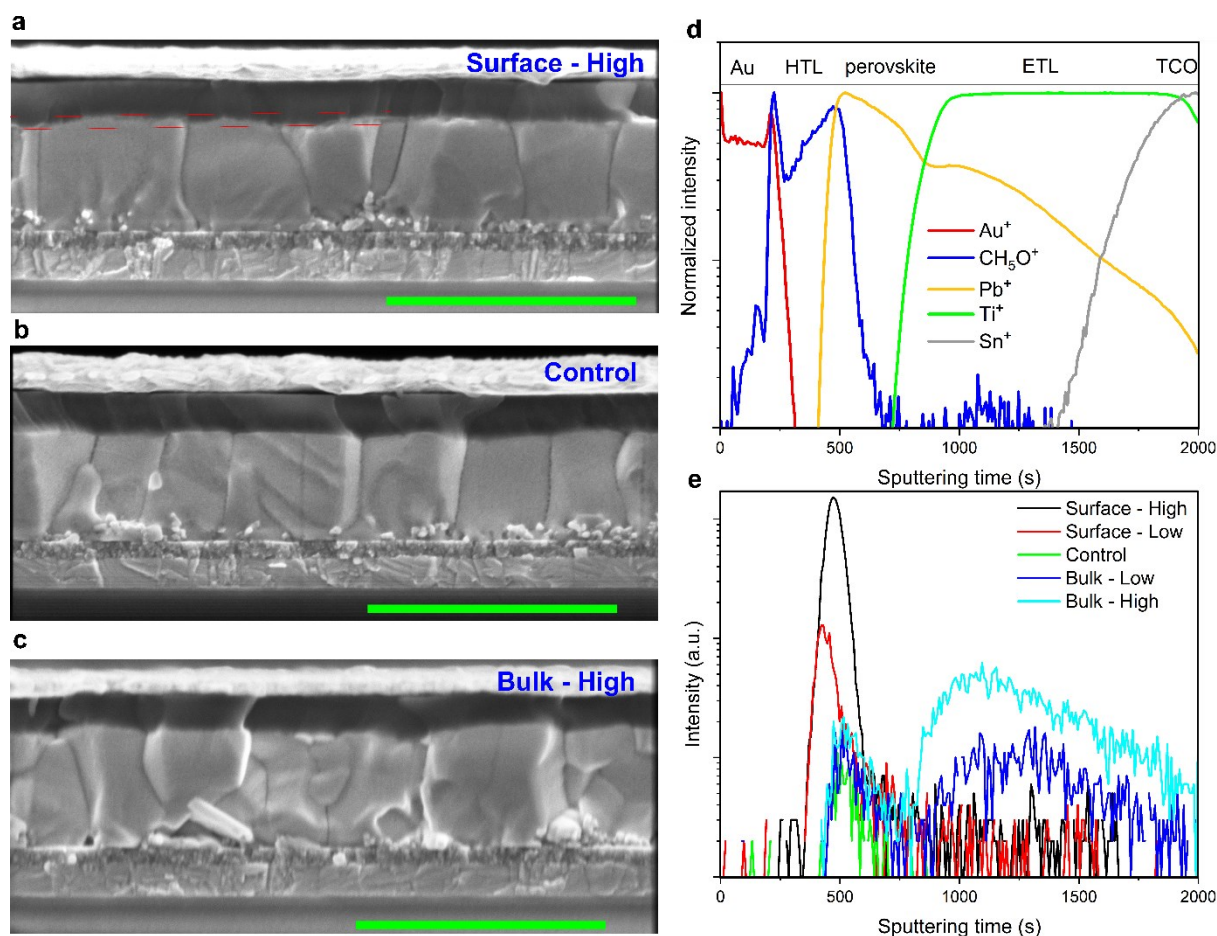 a
Surface - High
b
Control
c
Bulk - High
d
Au HTL perovskite ETL TCO
Normalized intensity
Au⁺
CH₅O⁺
Pb⁺
Ti⁺
Sn⁺
0 500 1000 1500 2000
Sputtering time (s)
e
Intensity (a.u.)
Surface - High
Surface - Low
Control
Bulk - Low
Bulk - High
0 500 1000 1500 2000
Sputtering time (s)